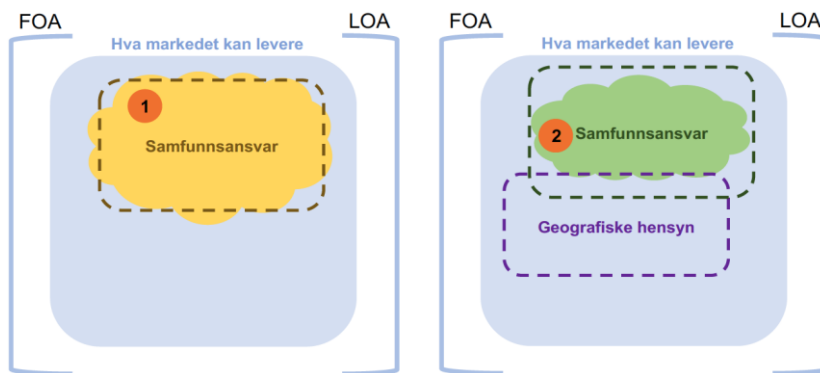 FOA
LOA
Hva markedet kan levere
1
Samfunnsansvar
FOA
LOA
Hva markedet kan levere
2
Samfunnsansvar
Geografiske hensyn